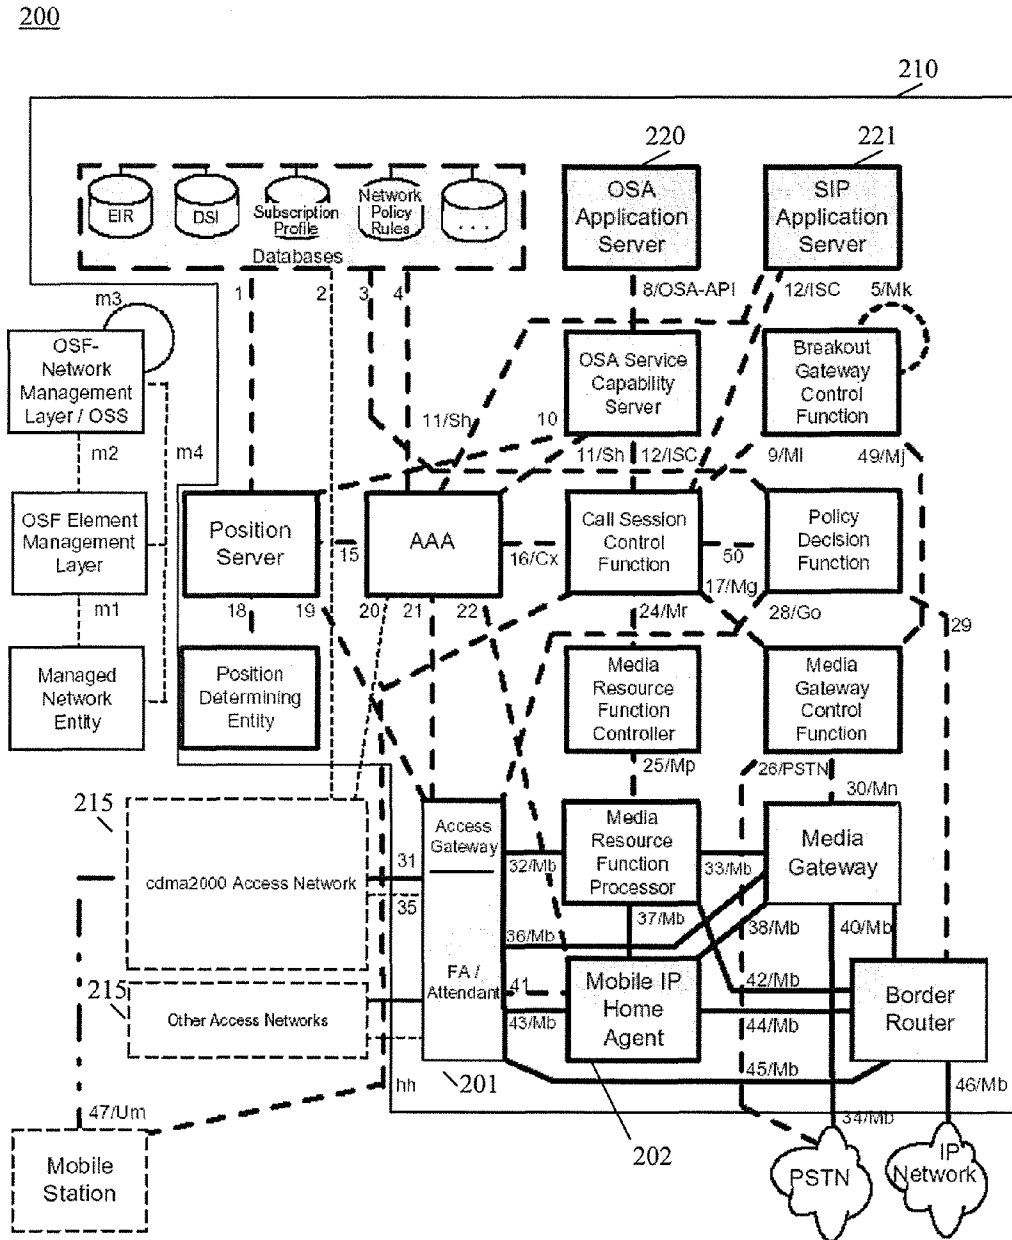 200
210
220
221
EIR
DSI
Subscription
Profile
Network
Policy
Rules
. . .
Databases
OSA
Application
Server
SIP
Application
Server
1
2
3
4
8/OSA-API
12/ISC
5/Mk
m3
OSF-
Network
Management
Layer / OSS
OSA Service
Capability
Server
Breakout
Gateway
Control
Function
11/Sh
10
m2
m4
11/Sh
12/ISC
9/Ml
49/Mj
OSF Element
Management
Layer
Position
Server
15
AAA
16/Cx
Call Session
Control
Function
50
Policy
Decision
Function
17/Mg
m1
18
19
20
21
22
24/Mr
28/Go
29
Managed
Network
Entity
Position
Determining
Entity
Media
Resource
Function
Controller
Media
Gateway
Control
Function
25/Mp
26/PSTN
30/Mn
215
cdma2000 Access Network
31
35
Access
Gateway
32/Mb
Media
Resource
Function
Processor
33/Mb
Media
Gateway
37/Mb
36/Mb
38/Mb
40/Mb
215
Other Access Networks
FA /
Attendant
41
43/Mb
Mobile IP
Home
Agent
42/Mb
44/Mb
Border
Router
45/Mb
hh
201
46/Mb
47/Um
34/Mb
202
Mobile
Station
PSTN
IP
Network